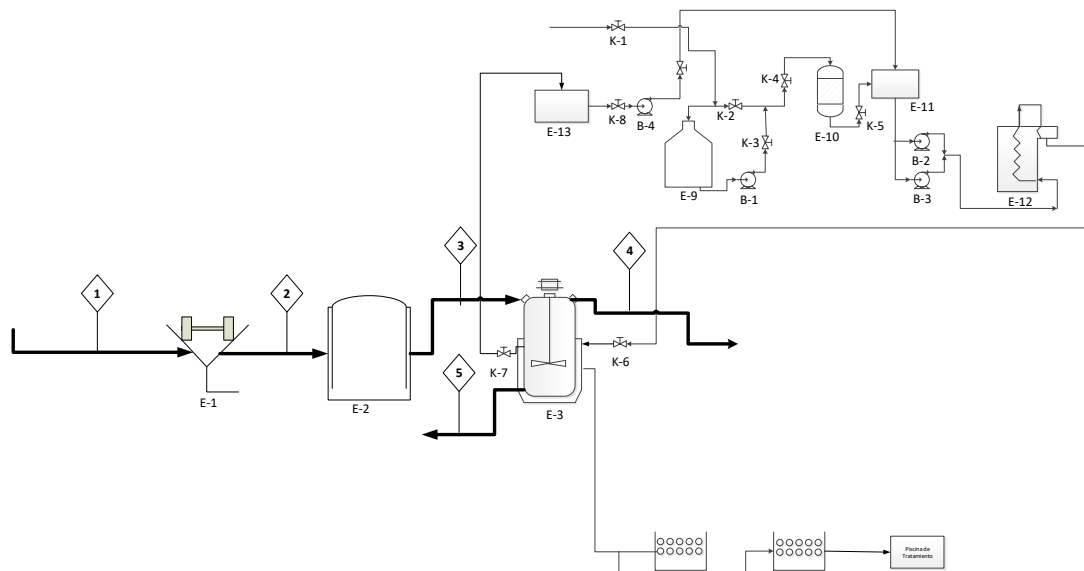 K-1
K-4
K-2
K-8
B-4
E-13
E-11
K-5
E-10
K-3
B-2
E-9
B-1
B-3
E-12
3
4
1
2
K-7
K-6
5
E-1
E-2
E-3
Piscina de
Tratamiento